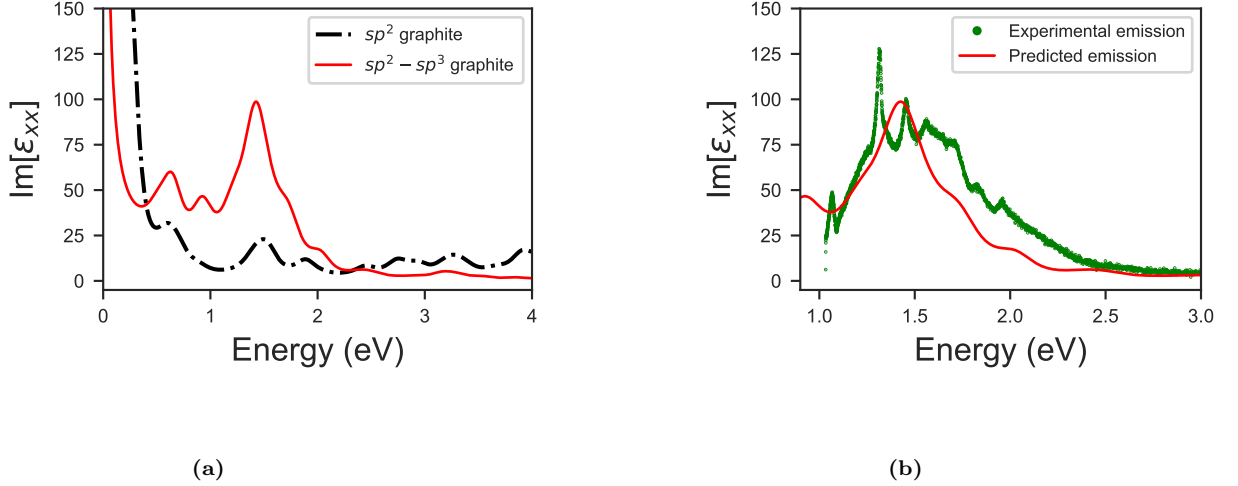 150
125
100
75
50
25
0
Im[ε_xx]
0
1
2
3
4
Energy (eV)
sp² graphite
sp² − sp³ graphite
(a)
150
125
100
75
50
25
0
Im[ε_xx]
1.0
1.5
2.0
2.5
3.0
Energy (eV)
Experimental emission
Predicted emission
(b)